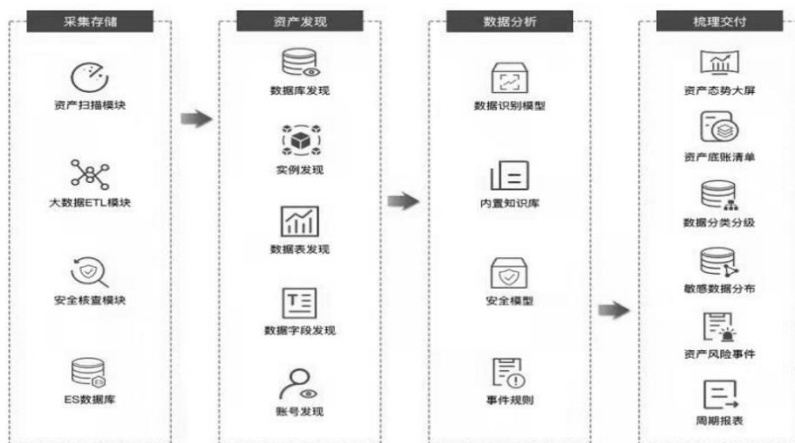 采集存储
资产扫描模块
大数据ETL模块
安全核查模块
ES
ES数据库
资产发现
数据库发现
实例发现
数据表发现
T
数据字段发现
账号发现
数据分析
数据识别模型
内置知识库
安全模型
事件规则
梳理交付
资产态势大屏
资产底账清单
数据分类分级
敏感数据分布
资产风险事件
周期报表